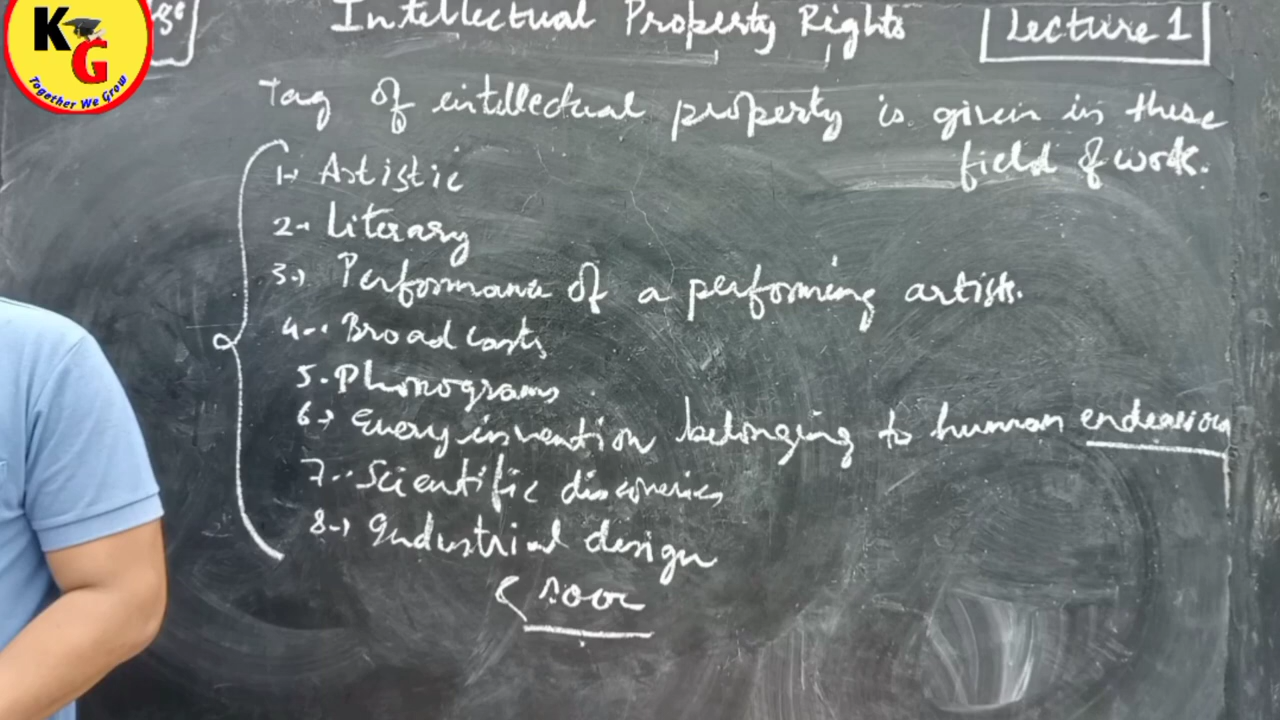 KG
Together We Grow
Intellectual Property Rights
Lecture 1
Tag of intellectual property is given in these
field of work.
1→ Artistic
2→ Literary
3→ Performance of a performing artists.
4→ Broadcasts
5. Phonograms
6→ Every invention belonging to human endeavour
7→ Scientific discoveries
8→ Industrial design